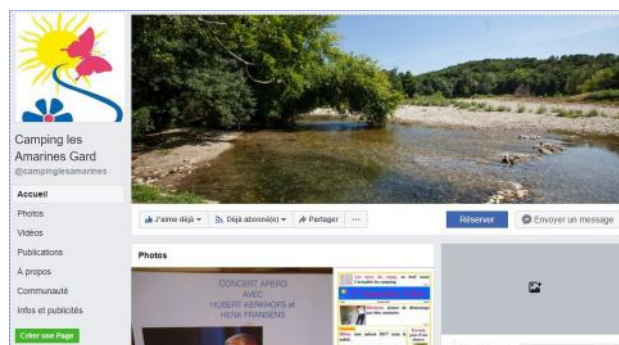 Camping les
Amarines Gard
@campinglesamarines
Accueil
Photos
Vidéos
Publications
À propos
Communauté
Infos et publicités
Créer une Page
J'aime déjà
Déjà abonné(e)
Partager
Réserver
Envoyer un message
Photos
CONCERT APERO
AVEC
HUBERT KERKHOFS et
HENK FRANSENS